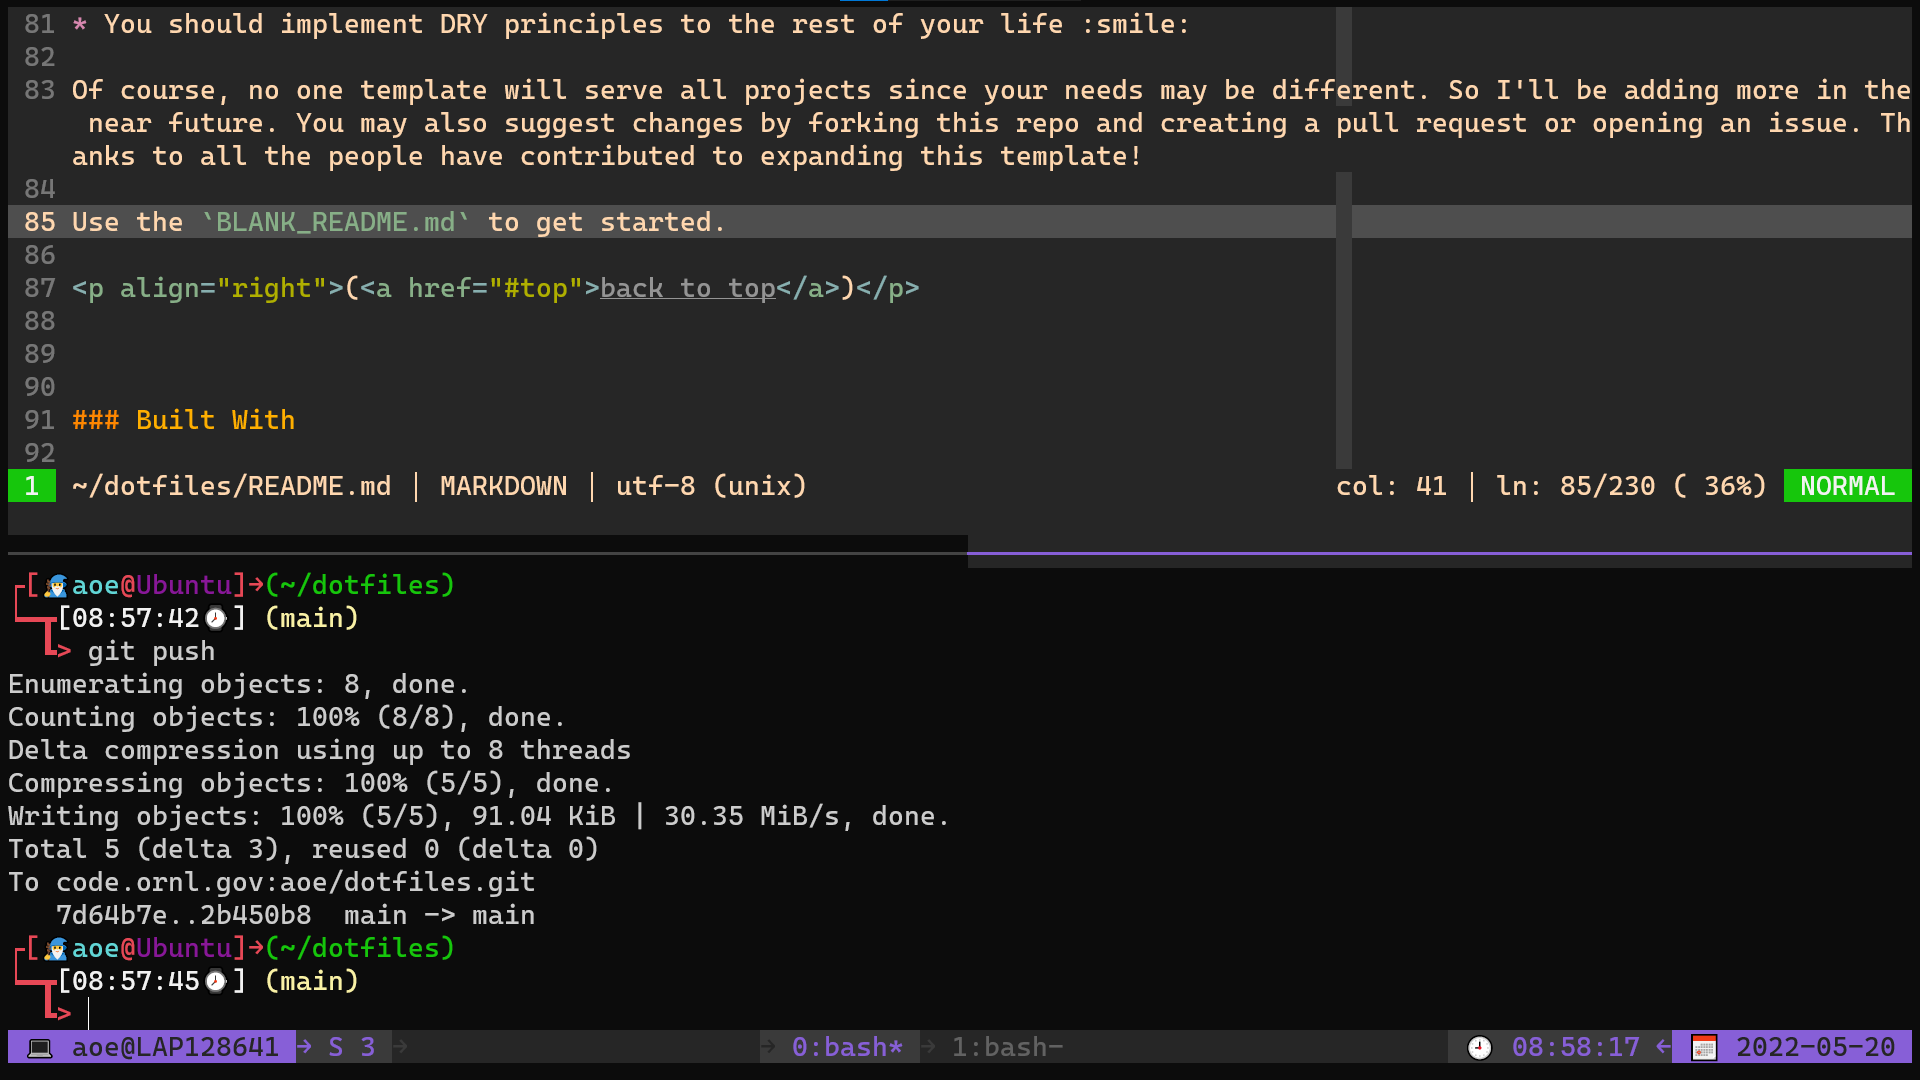 81 * You should implement DRY principles to the rest of your life :smile:
82
83 Of course, no one template will serve all projects since your needs may be different. So I'll be adding more in the
near future. You may also suggest changes by forking this repo and creating a pull request or opening an issue. Th
anks to all the people have contributed to expanding this template!
84
85 Use the `BLANK_README.md` to get started.
86
87 <p align="right">(<a href="#top">back to top</a>)</p>
88
89
90
91 ### Built With
92
1 ~/dotfiles/README.md | MARKDOWN | utf-8 (unix) col: 41 | ln: 85/230 ( 36%) NORMAL
┌[🧙aoe@Ubuntu]→(~/dotfiles)
└─┬[08:57:42⌚] (main)
┗> git push
Enumerating objects: 8, done.
Counting objects: 100% (8/8), done.
Delta compression using up to 8 threads
Compressing objects: 100% (5/5), done.
Writing objects: 100% (5/5), 91.04 KiB | 30.35 MiB/s, done.
Total 5 (delta 3), reused 0 (delta 0)
To code.ornl.gov:aoe/dotfiles.git
7d64b7e..2b450b8 main -> main
┌[🧙aoe@Ubuntu]→(~/dotfiles)
└─┬[08:57:45⌚] (main)
┗>
💻 aoe@LAP128641 → S 3 → → 0:bash* → 1:bash- 🕘 08:58:17 ← 📅 2022-05-20